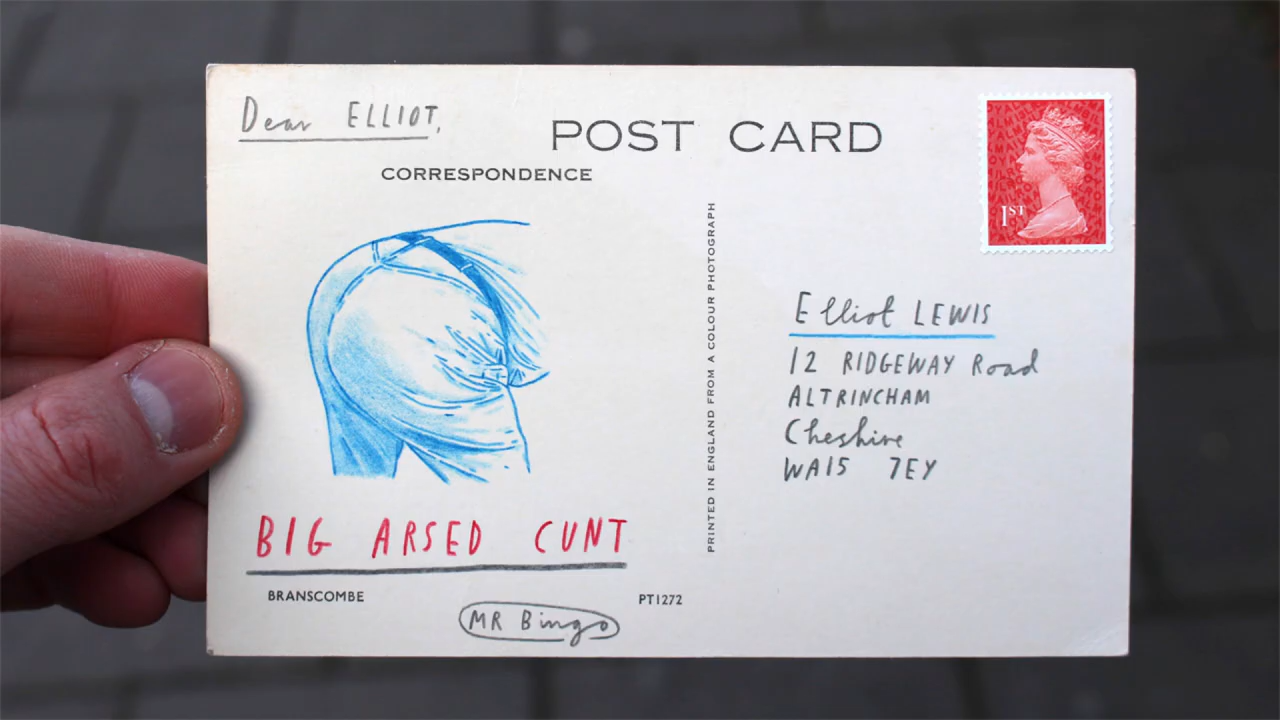 Dear ELLIOT,
POST CARD
CORRESPONDENCE
1ST
PRINTED IN ENGLAND FROM A COLOUR PHOTOGRAPH
Elliot LEWIS
12 RIDGEWAY Road
ALTRINCHAM
Cheshire
WA15 7EY
BIG ARSED CUNT
BRANSCOMBE
PT1272
MR Bingo